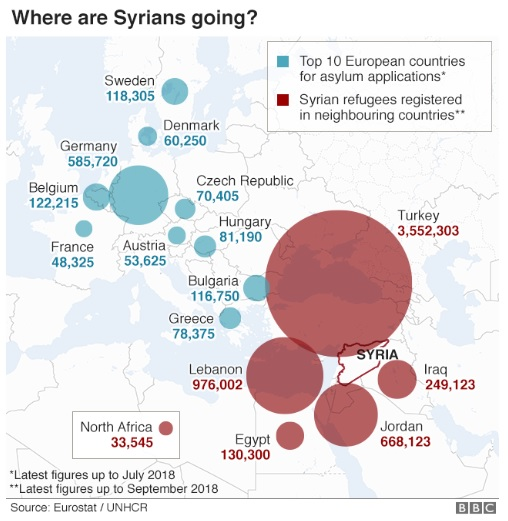 Where are Syrians going?
Top 10 European countries
for asylum applications*
Syrian refugees registered
in neighbouring countries**
Sweden
118,305
Denmark
60,250
Germany
585,720
Belgium
122,215
Czech Republic
70,405
Hungary
81,190
France
48,325
Austria
53,625
Bulgaria
116,750
Greece
78,375
Turkey
3,552,303
SYRIA
Lebanon
976,002
Iraq
249,123
Jordan
668,123
Egypt
130,300
North Africa
33,545
*Latest figures up to July 2018
**Latest figures up to September 2018
Source: Eurostat / UNHCR
BBC